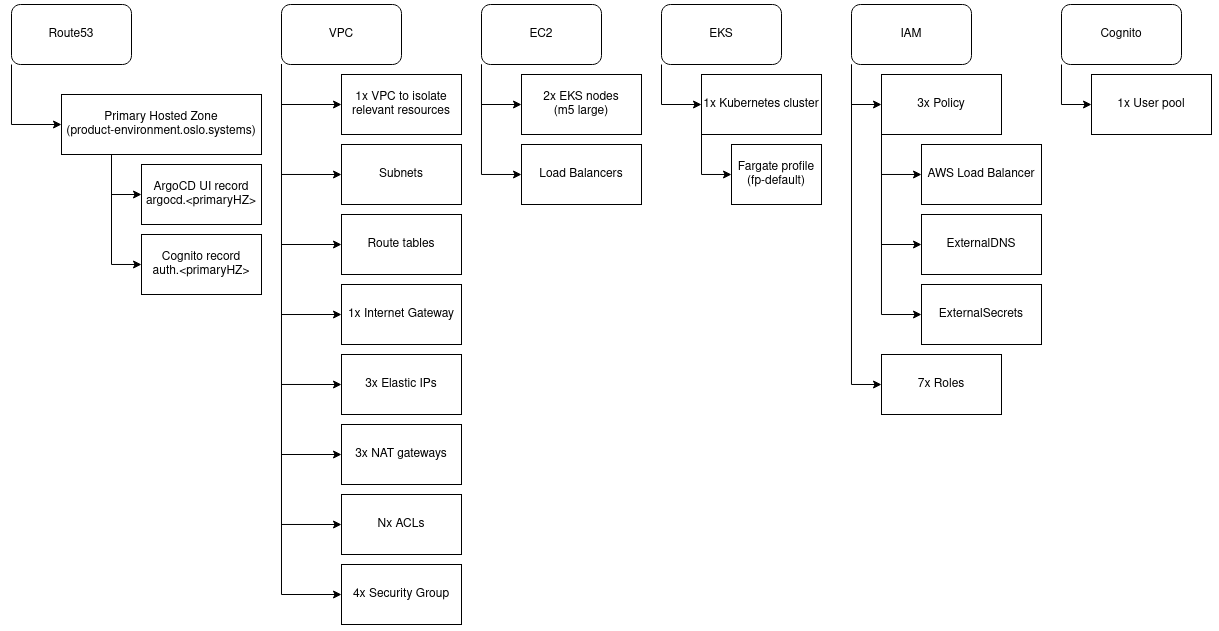 Route53
Primary Hosted Zone
(product-environment.oslo.systems)
ArgoCD UI record
argocd.<primaryHZ>
Cognito record
auth.<primaryHZ>
VPC
1x VPC to isolate
relevant resources
Subnets
Route tables
1x Internet Gateway
3x Elastic IPs
3x NAT gateways
Nx ACLs
4x Security Group
EC2
2x EKS nodes
(m5 large)
Load Balancers
EKS
1x Kubernetes cluster
Fargate profile
(fp-default)
IAM
3x Policy
AWS Load Balancer
ExternalDNS
ExternalSecrets
7x Roles
Cognito
1x User pool